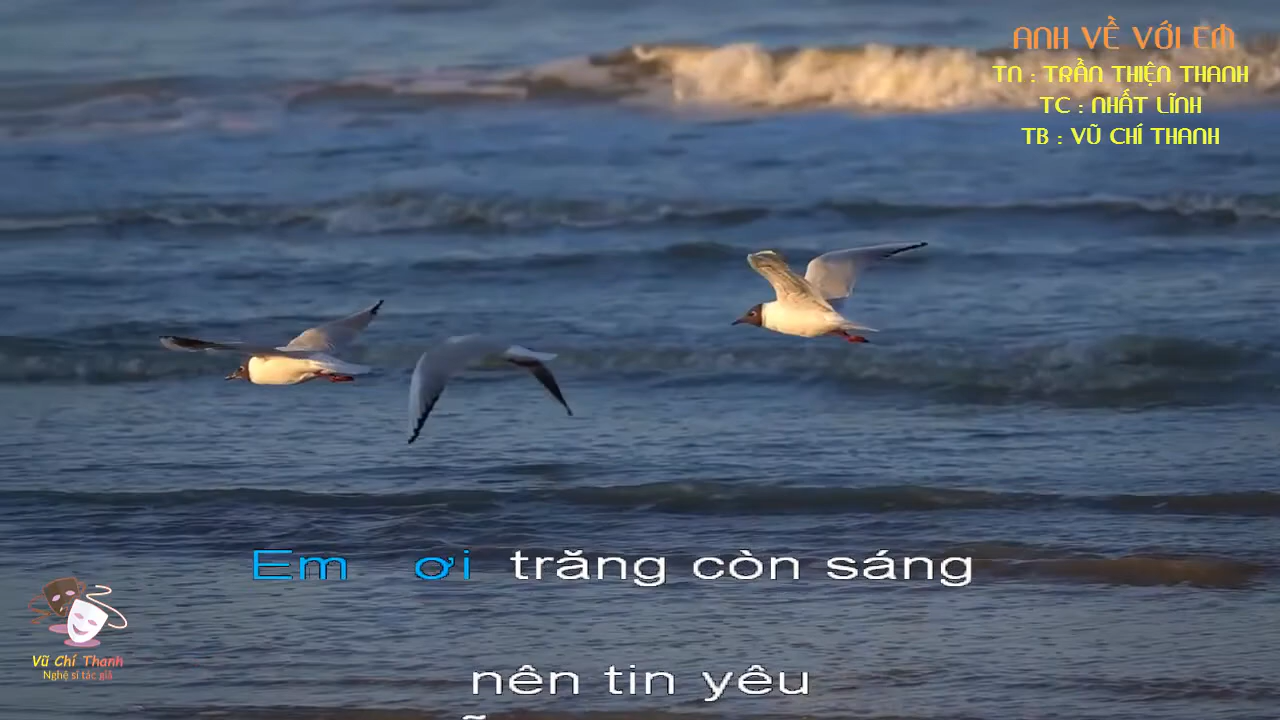 ANH VỀ VỚI EM
TN : TRẦN THIỆN THANH
TC : NHẤT LĨNH
TB : VŨ CHÍ THANH
Em ơi trăng còn sáng
nên tin yêu
Vũ Chí Thanh
Nghệ sĩ tác giả